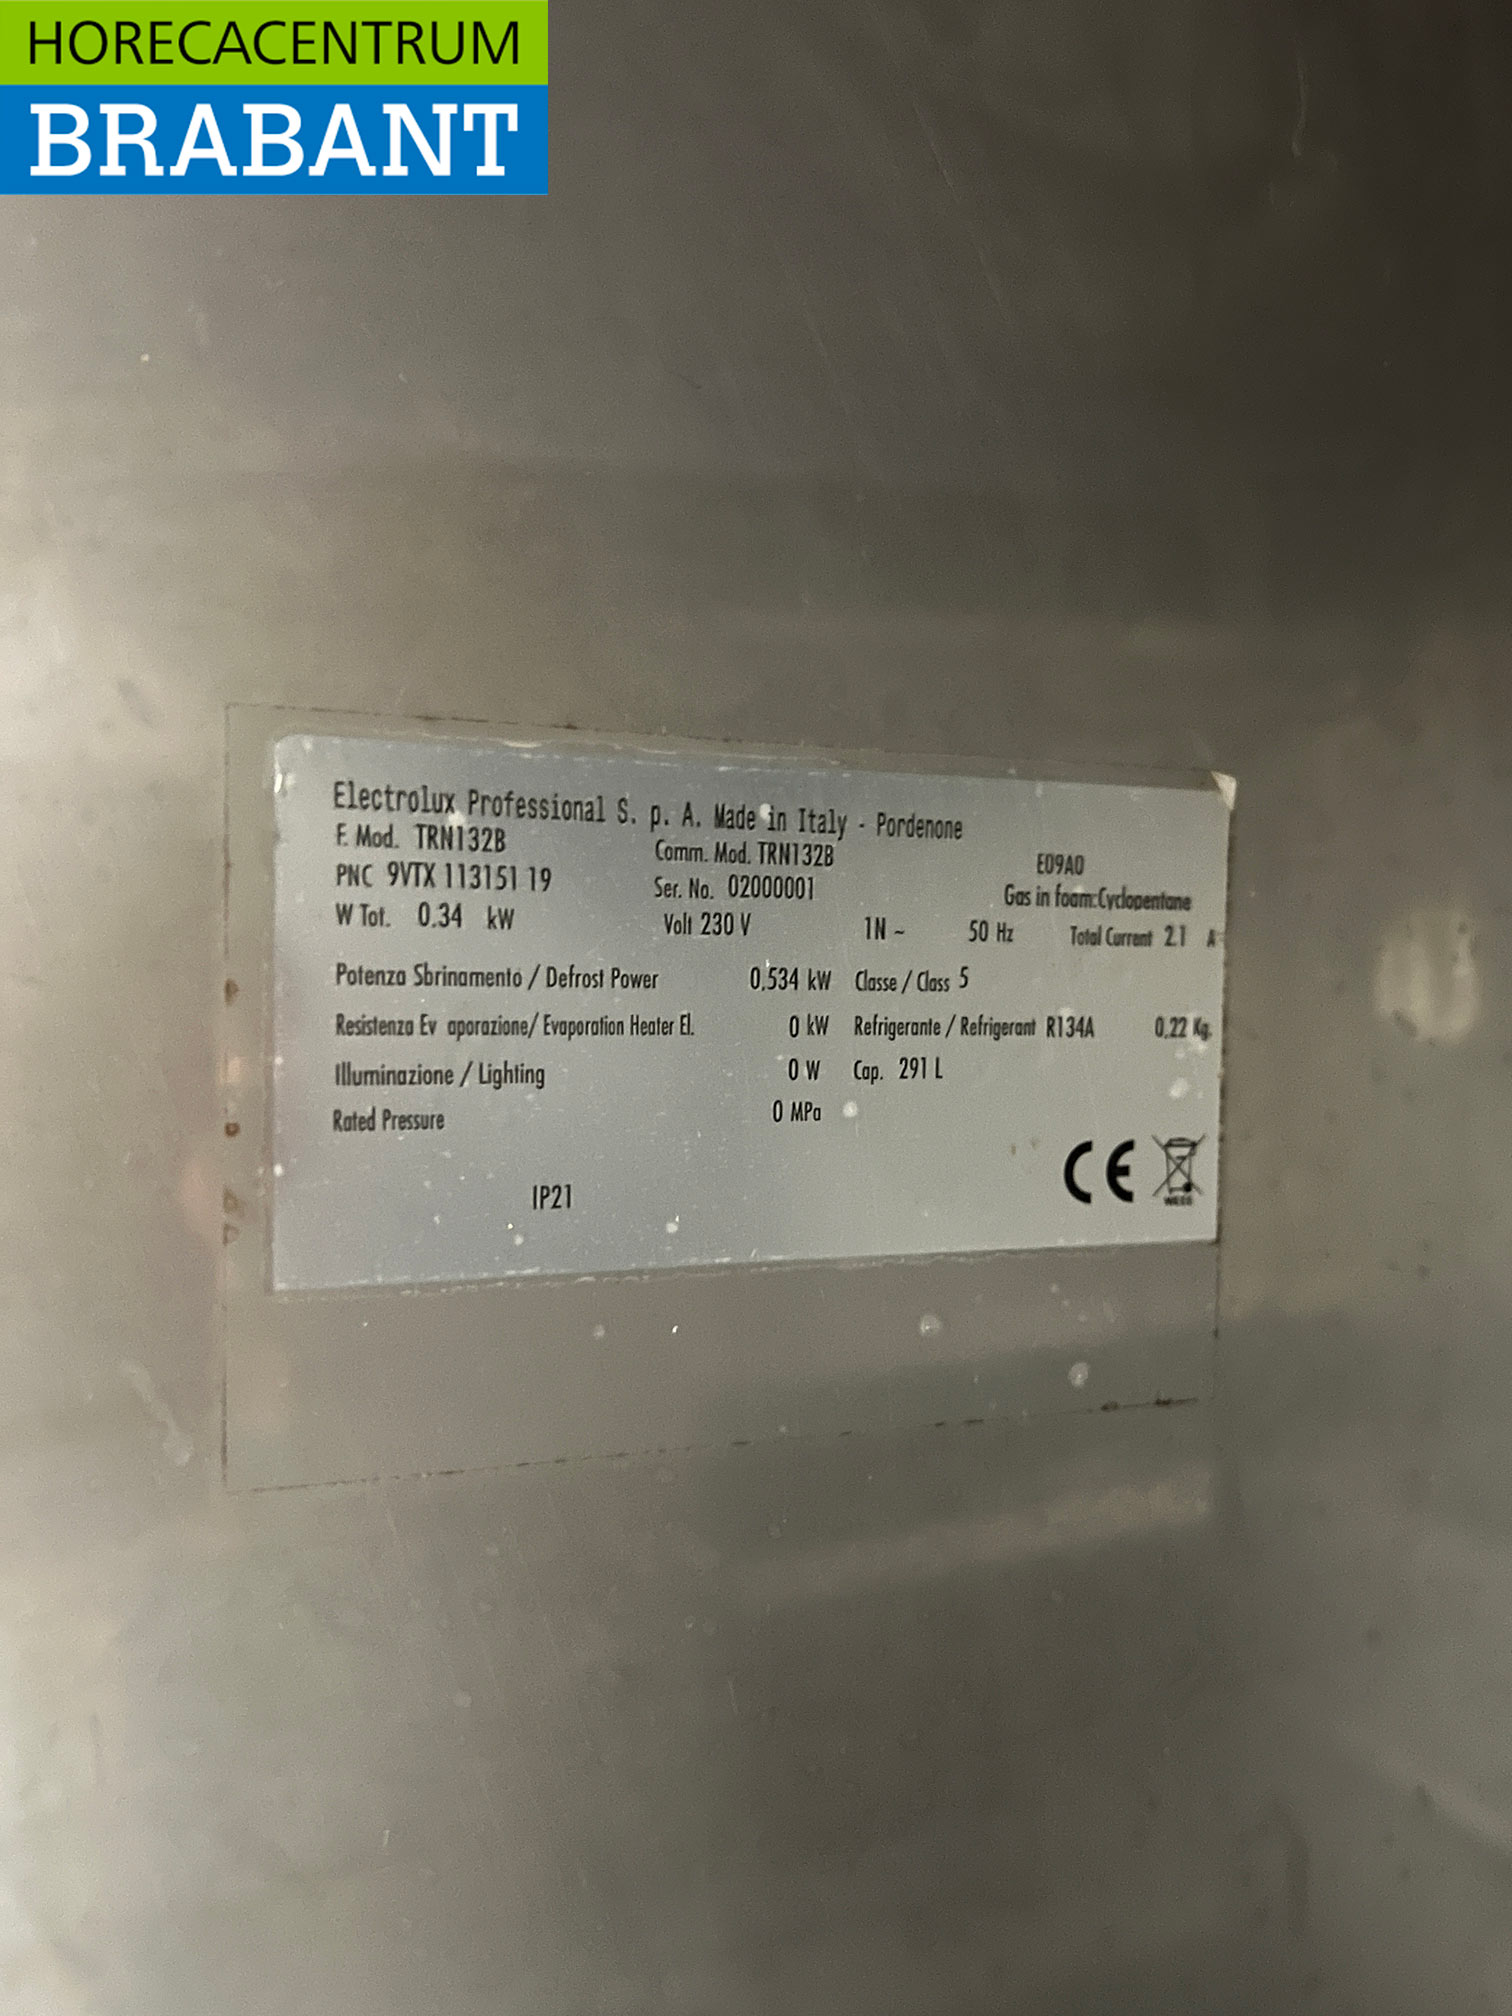 HORECACENTRUM
BRABANT
Electrolux Professional S. p. A. Made in Italy - Pordenone
F. Mod. TRN132B Comm. Mod. TRN132B E09A0
PNC 9VTX 113151 19 Ser. No. 02000001 Gas in foam:Cyclopentane
W Tot. 0.34 kW Volt 230 V 1N ~ 50 Hz Total Current 2.1 A
Potenza Sbrinamento / Defrost Power 0,534 kW Classe / Class 5
Resistenza Ev aporazione/ Evaporation Heater El. 0 kW Refrigerante / Refrigerant R134A 0,22 Kg.
Illuminazione / Lighting 0 W Cap. 291 L
Rated Pressure 0 MPa
CE
IP21